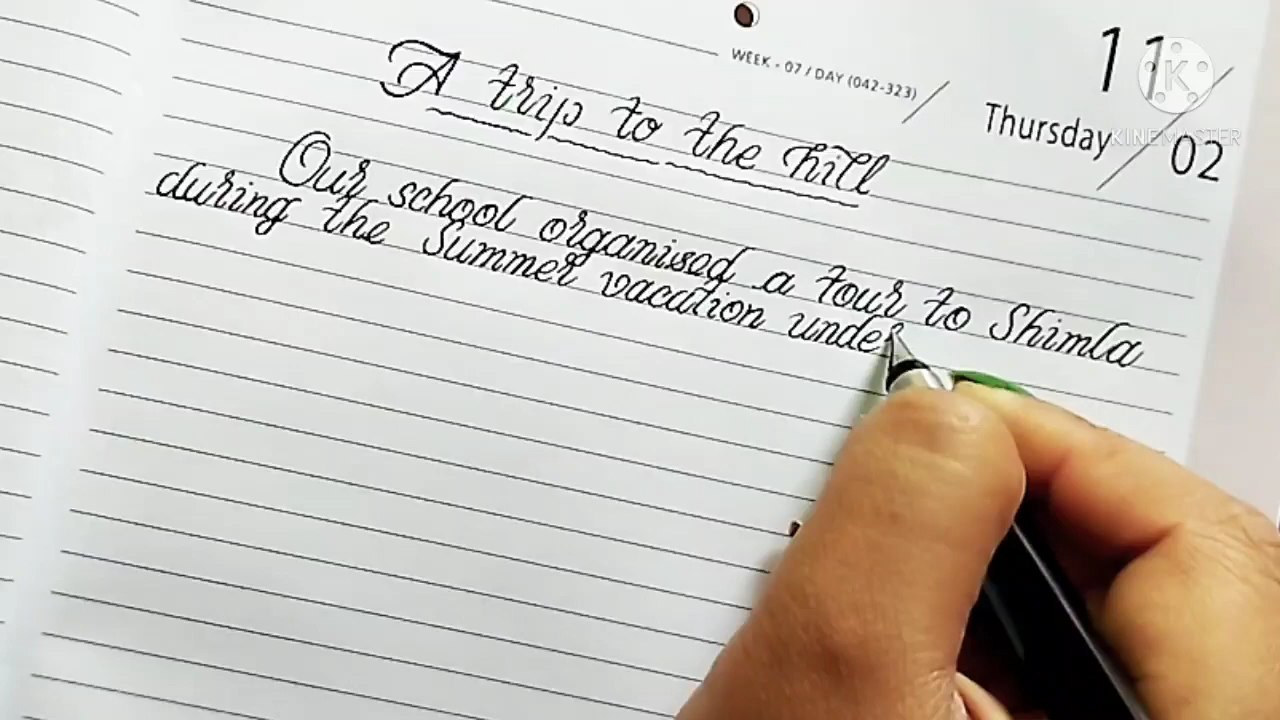 11
WEEK - 07 / DAY (042-323)
Thursday
02
KINEMASTER
A trip to the hill
Our school organised a tour to Shimla
during the Summer vacation under